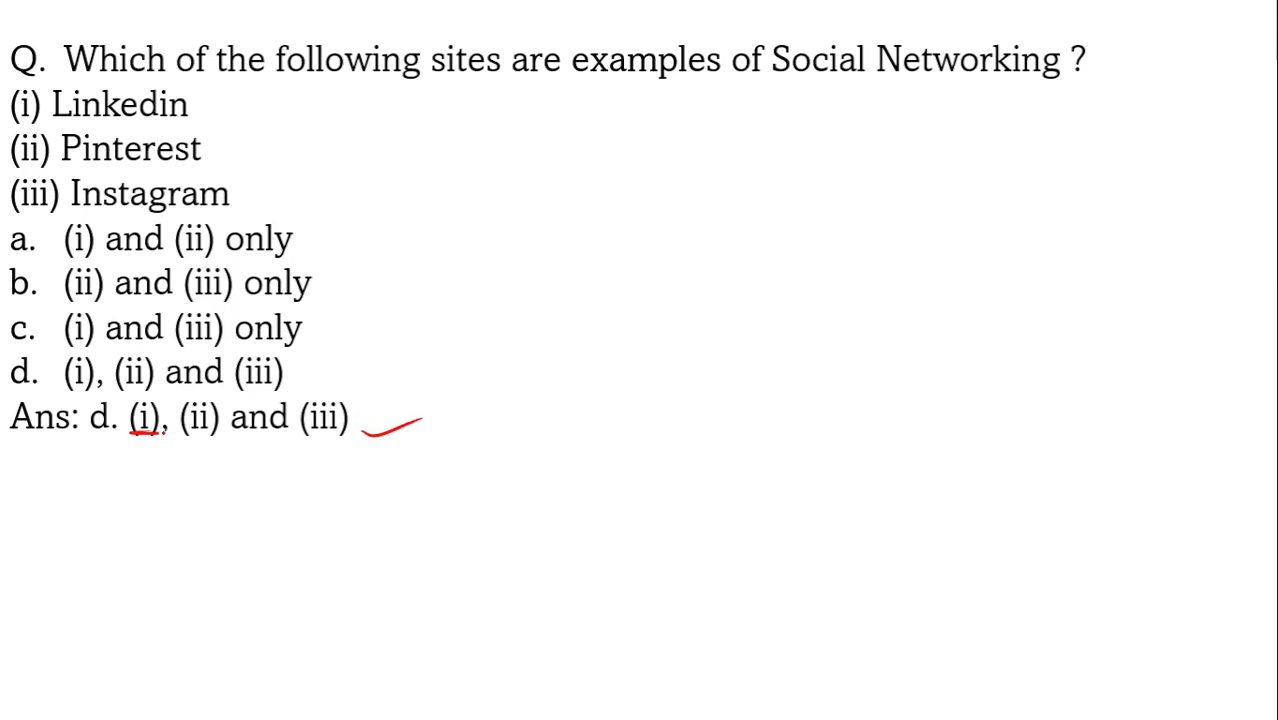 Q. Which of the following sites are examples of Social Networking ?
(i) Linkedin
(ii) Pinterest
(iii) Instagram
a. (i) and (ii) only
b. (ii) and (iii) only
c. (i) and (iii) only
d. (i), (ii) and (iii)
Ans: d. (i), (ii) and (iii)